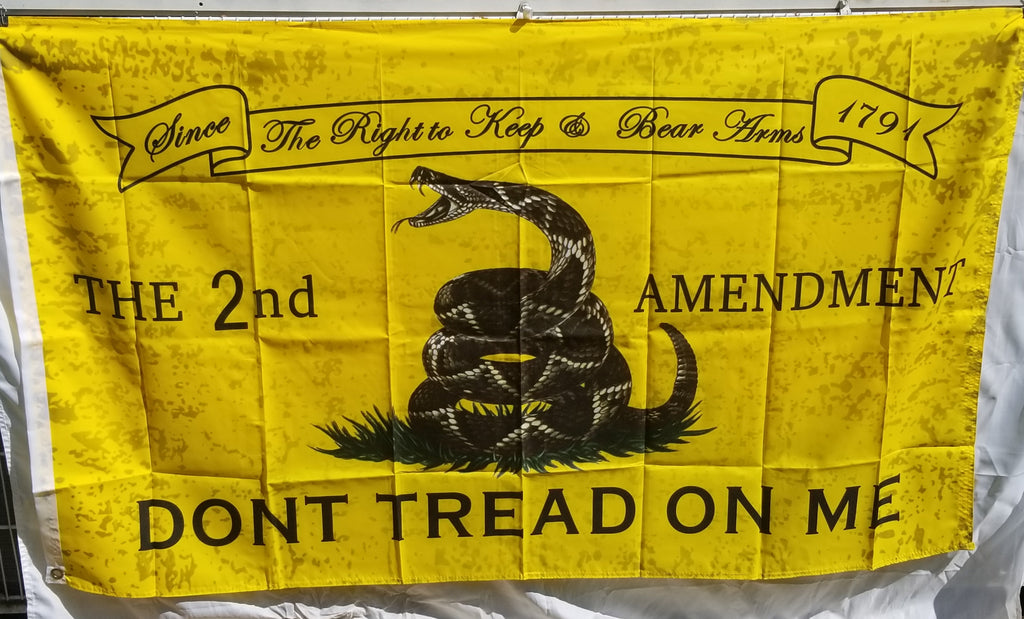 Since The Right to Keep & Bear Arms 1791
THE 2nd AMENDMENT
DONT TREAD ON ME